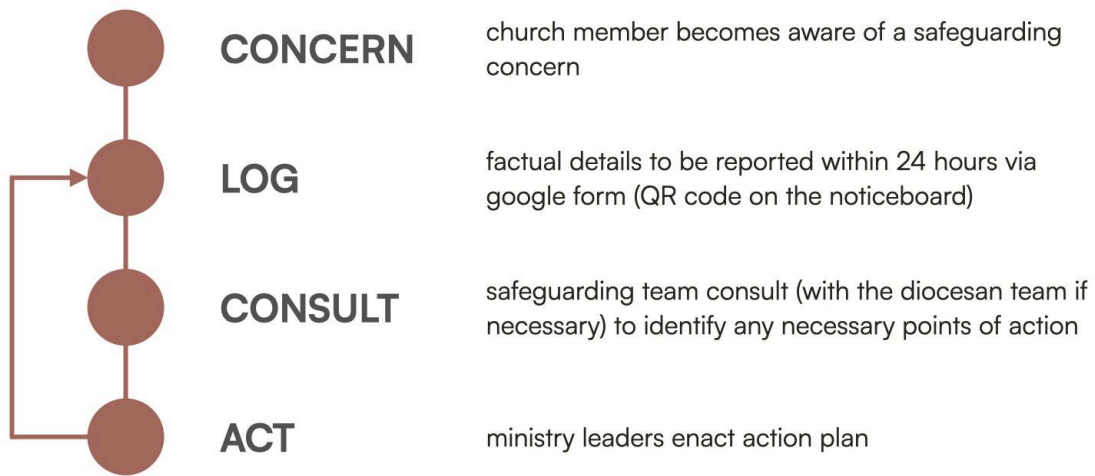 CONCERN
church member becomes aware of a safeguarding
concern
LOG
factual details to be reported within 24 hours via
google form (QR code on the noticeboard)
CONSULT
safeguarding team consult (with the diocesan team if
necessary) to identify any necessary points of action
ACT
ministry leaders enact action plan